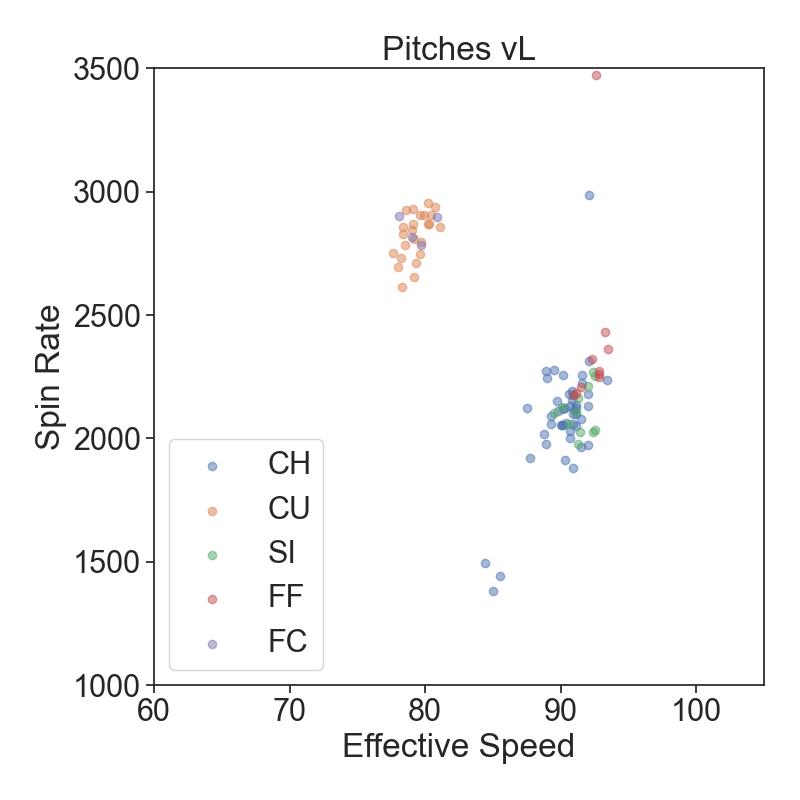 Pitches vL
3500
3000
2500
2000
1500
1000
Spin Rate
CH
CU
SI
FF
FC
60 70 80 90 100
Effective Speed